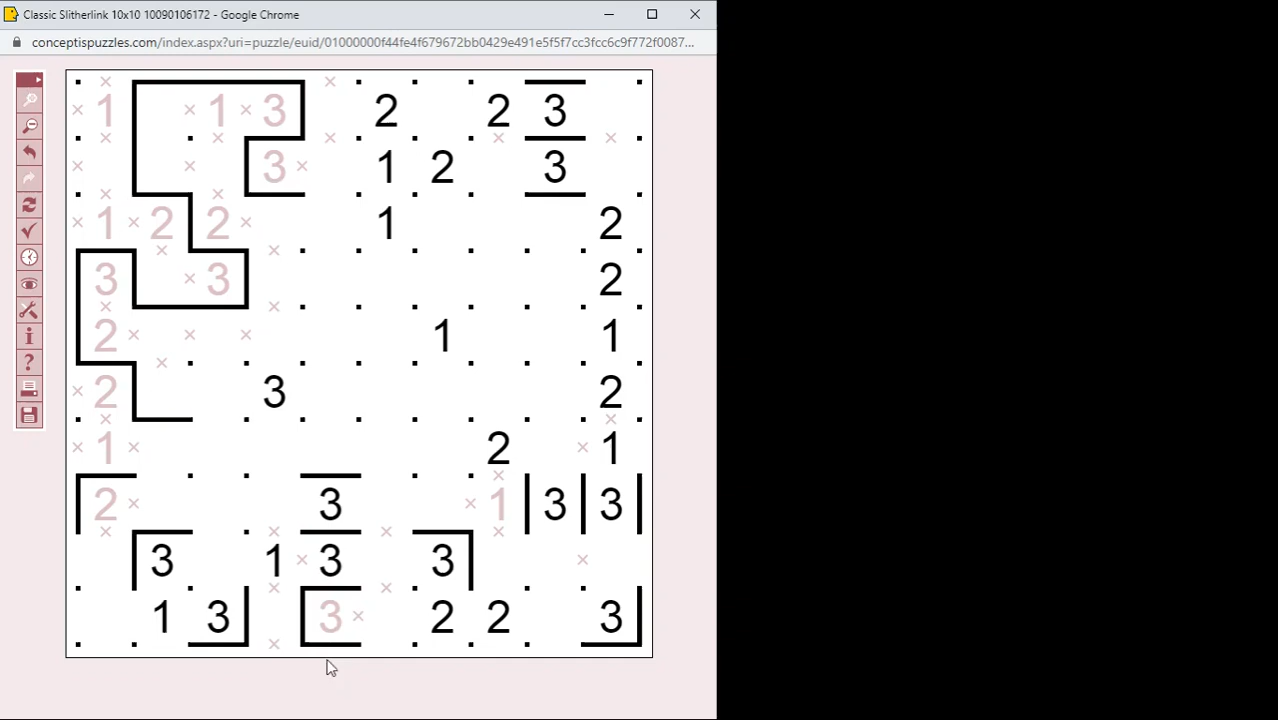 Classic Slitherlink 10x10 10090106172 - Google Chrome
conceptispuzzles.com/index.aspx?uri=puzzle/euid/01000000f44fe4f679672bb0429e491e5f5f7cc3fcc6c9f772f0087...
1 1 3 2 2 3
3 1 2 3
1 2 2 1 2
3 3 2
2 1 1
2 3 2
1 2 1
2 3 1 3 3
3 1 3 3
1 3 3 2 2 3